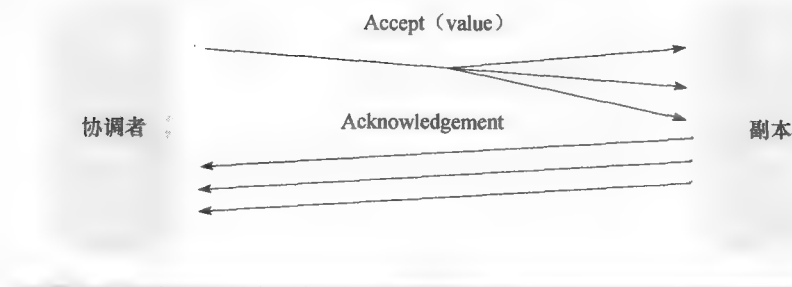 Accept（value）
协调者
Acknowledgement
副本